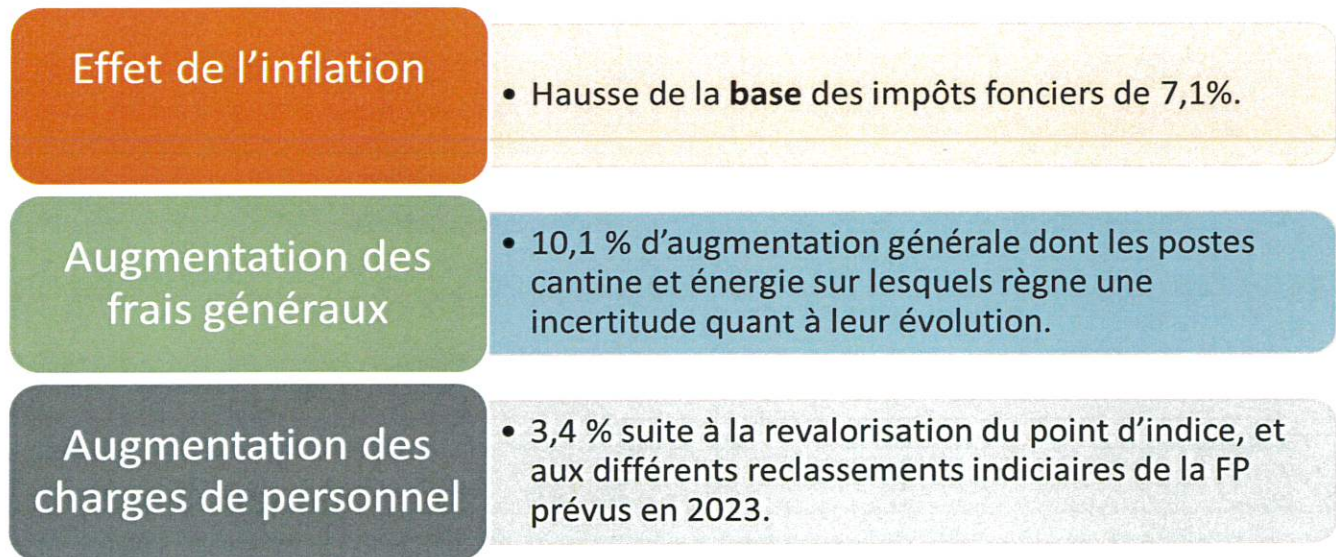 Effet de l’inflation
• Hausse de la base des impôts fonciers de 7,1%.
Augmentation des
frais généraux
• 10,1 % d’augmentation générale dont les postes
cantine et énergie sur lesquels règne une
incertitude quant à leur évolution.
Augmentation des
charges de personnel
• 3,4 % suite à la revalorisation du point d’indice, et
aux différents reclassements indiciaires de la FP
prévus en 2023.